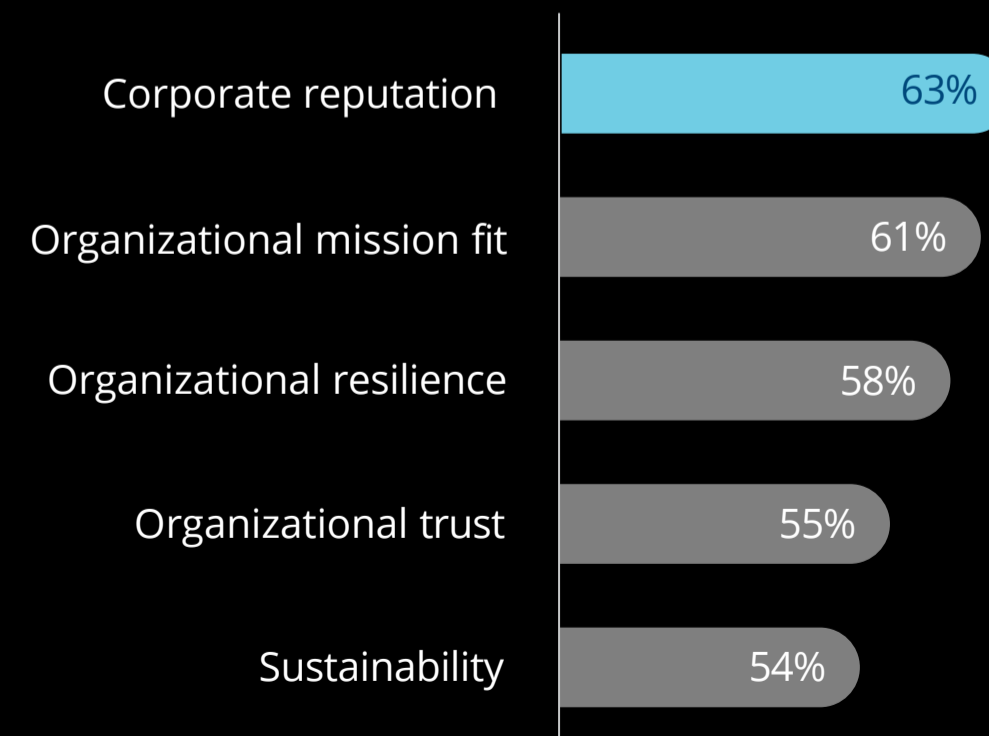 Corporate reputation 63%
Organizational mission fit 61%
Organizational resilience 58%
Organizational trust 55%
Sustainability 54%